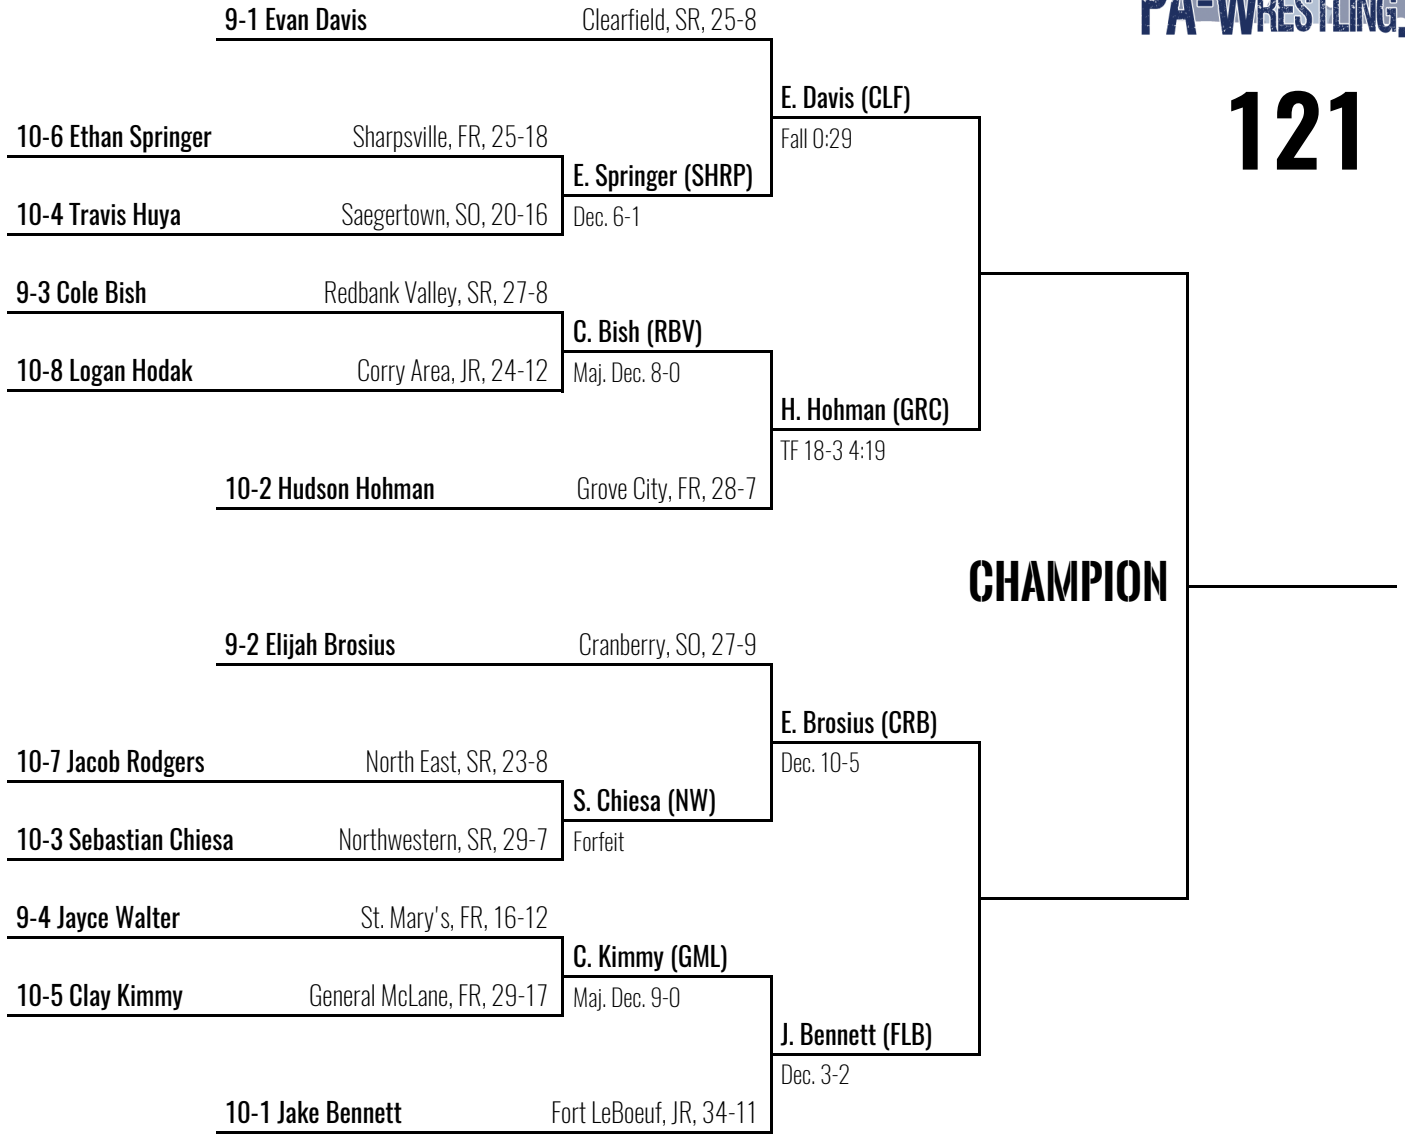 PA-WRESTLING.
9-1 Evan Davis Clearfield, SR, 25-8
121
E. Davis (CLF)
10-6 Ethan Springer Sharpsville, FR, 25-18
Fall 0:29
E. Springer (SHRP)
10-4 Travis Huya Saegertown, SO, 20-16
Dec. 6-1
9-3 Cole Bish Redbank Valley, SR, 27-8
C. Bish (RBV)
10-8 Logan Hodak Corry Area, JR, 24-12
Maj. Dec. 8-0
H. Hohman (GRC)
TF 18-3 4:19
10-2 Hudson Hohman Grove City, FR, 28-7
CHAMPION
9-2 Elijah Brosius Cranberry, SO, 27-9
E. Brosius (CRB)
10-7 Jacob Rodgers North East, SR, 23-8
Dec. 10-5
S. Chiesa (NW)
10-3 Sebastian Chiesa Northwestern, SR, 29-7
Forfeit
9-4 Jayce Walter St. Mary's, FR, 16-12
C. Kimmy (GML)
10-5 Clay Kimmy General McLane, FR, 29-17
Maj. Dec. 9-0
J. Bennett (FLB)
Dec. 3-2
10-1 Jake Bennett Fort LeBoeuf, JR, 34-11